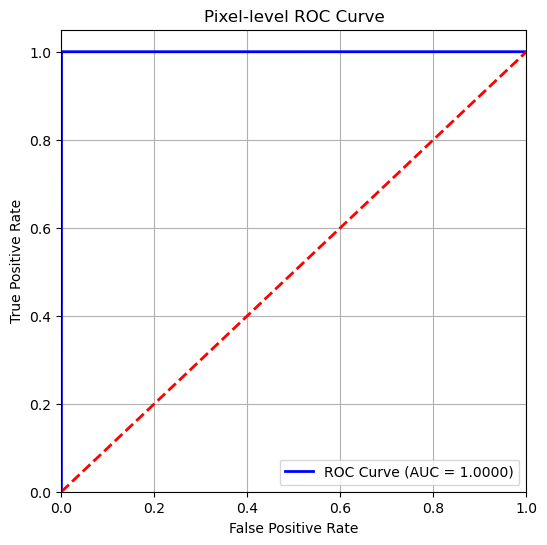 Pixel-level ROC Curve
True Positive Rate
1.0
0.8
0.6
0.4
0.2
0.0
ROC Curve (AUC = 1.0000)
0.0 0.2 0.4 0.6 0.8 1.0
False Positive Rate